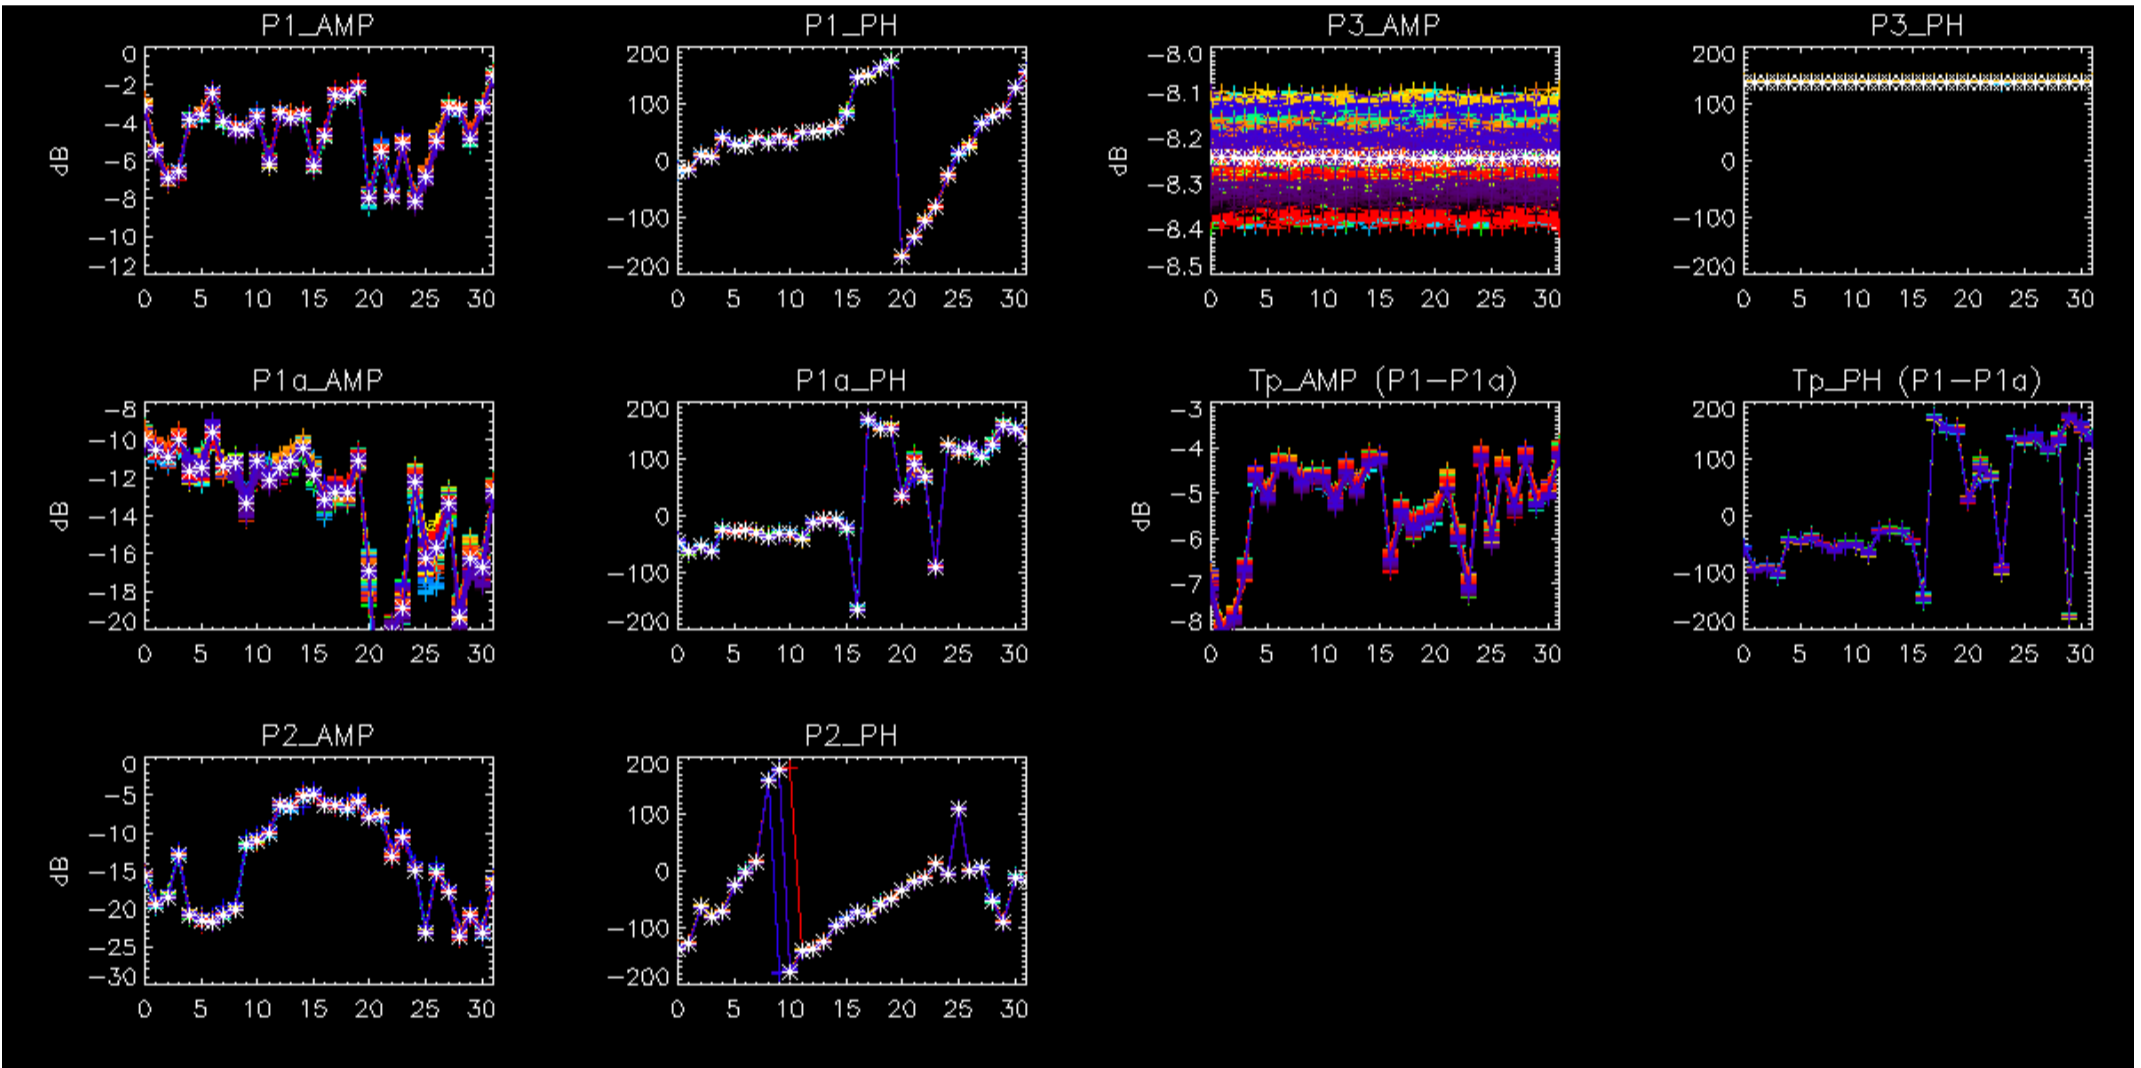 P1_AMP
P1_PH
P3_AMP
P3_PH
dB
0
−2
−4
−6
−8
−10
−12
0 5 10 15 20 25 30
200
100
0
−100
−200
0 5 10 15 20 25 30
dB
−8.0
−8.1
−8.2
−8.3
−8.4
−8.5
0 5 10 15 20 25 30
200
100
0
−100
−200
0 5 10 15 20 25 30
P1a_AMP
P1a_PH
Tp_AMP (P1−P1a)
Tp_PH (P1−P1a)
dB
−8
−10
−12
−14
−16
−18
−20
0 5 10 15 20 25 30
200
100
0
−100
−200
0 5 10 15 20 25 30
dB
−3
−4
−5
−6
−7
−8
0 5 10 15 20 25 30
200
100
0
−100
−200
0 5 10 15 20 25 30
P2_AMP
P2_PH
dB
0
−5
−10
−15
−20
−25
−30
0 5 10 15 20 25 30
200
100
0
−100
−200
0 5 10 15 20 25 30